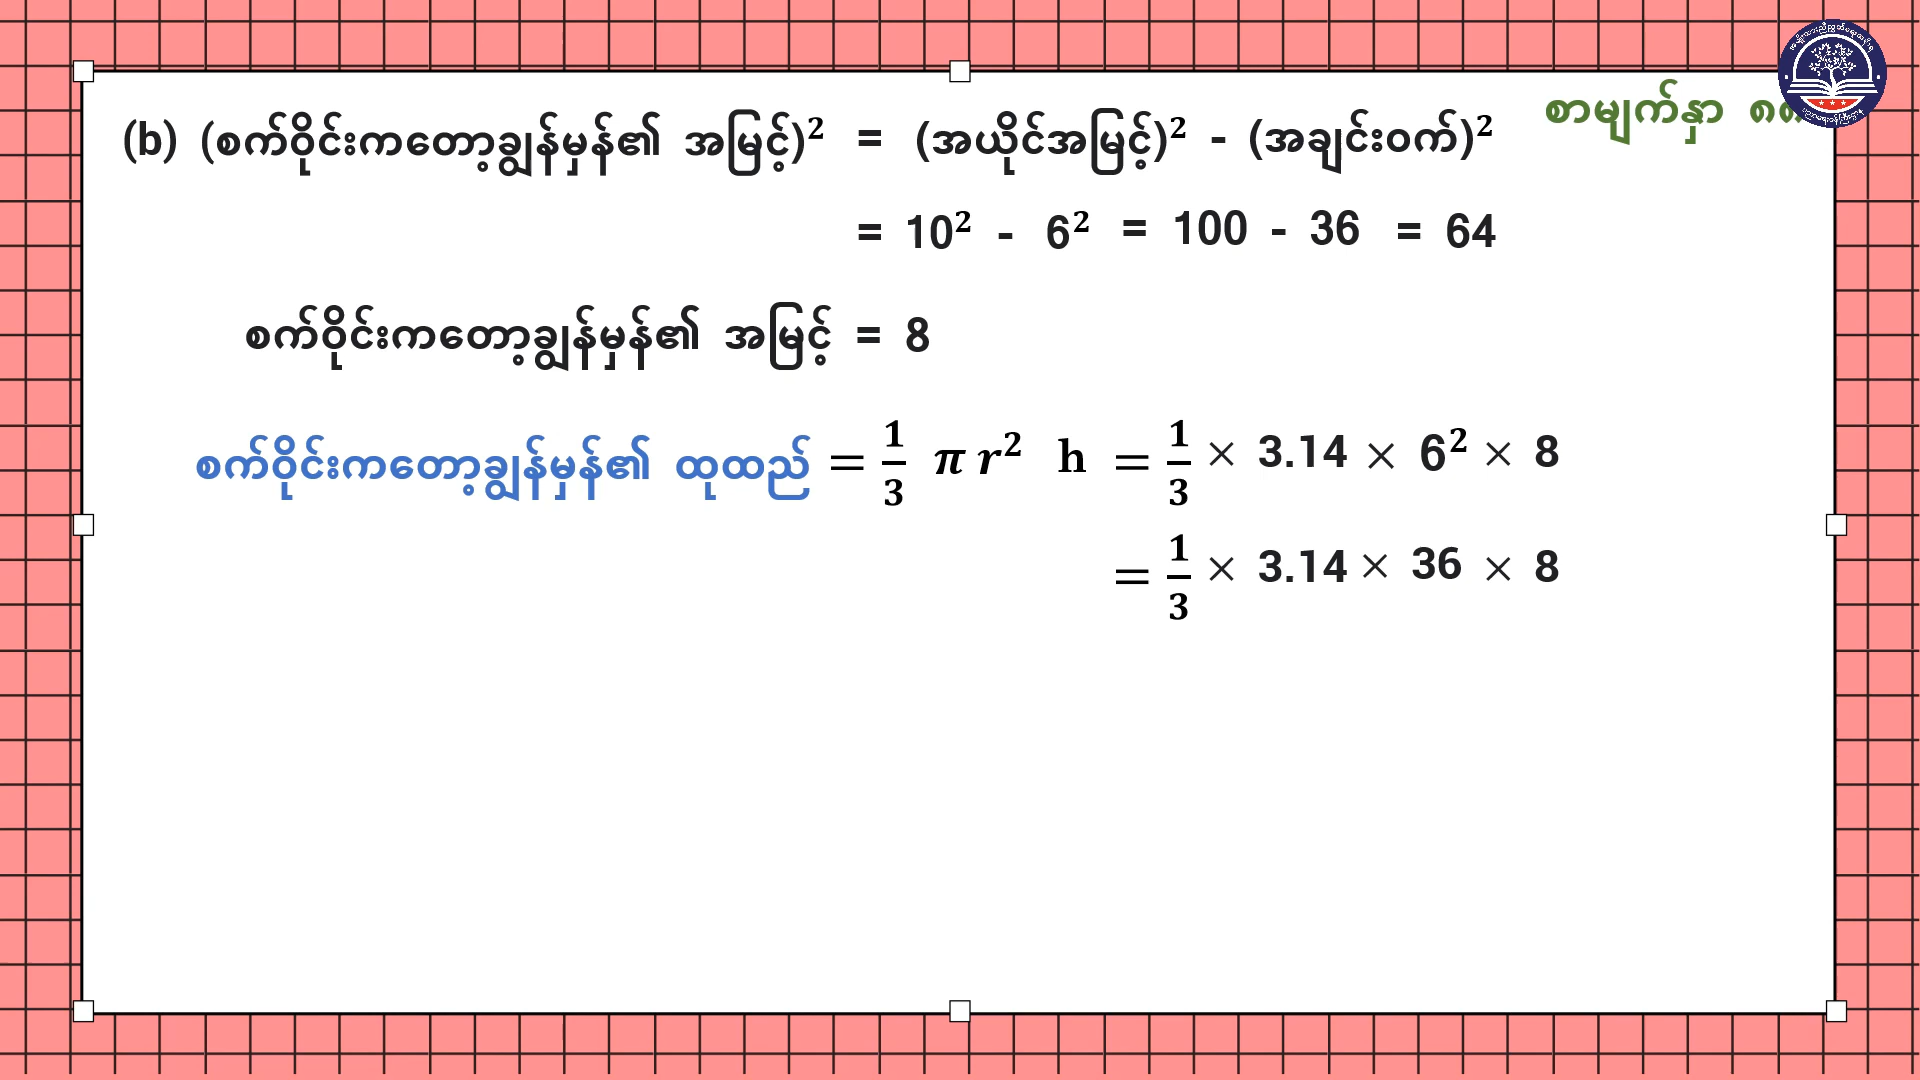 စာမျက်နှာ
(b) (စက်ဝိုင်းကတော့ချွန်မှန်၏ အမြင့်)² = (အယိုင်အမြင့်)² - (အချင်းဝက်)²
= 10² - 6² = 100 - 36 = 64
စက်ဝိုင်းကတော့ချွန်မှန်၏ အမြင့် = 8
စက်ဝိုင်းကတော့ချွန်မှန်၏ ထုထည် = 1/3 π r² h = 1/3 × 3.14 × 6² × 8
= 1/3 × 3.14 × 36 × 8